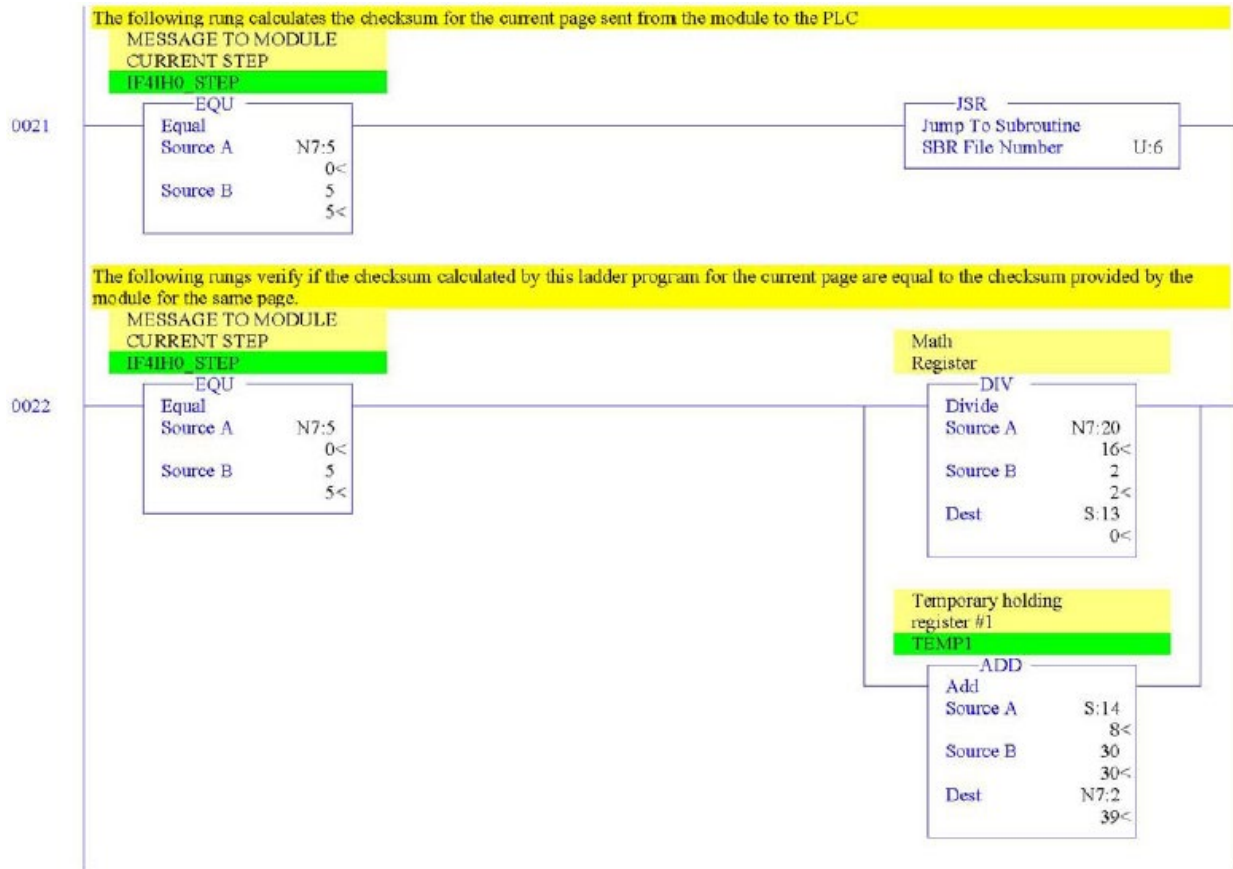 The following rung calculates the checksum for the current page sent from the module to the PLC
MESSAGE TO MODULE
CURRENT STEP
IF4IH0_STEP
EQU
0021
Equal
Source A N7:5
0<
Source B 5
5<
JSR
Jump To Subroutine
SBR File Number U:6
The following rungs verify if the checksum calculated by this ladder program for the current page are equal to the checksum provided by the
module for the same page.
MESSAGE TO MODULE
CURRENT STEP
IF4IH0_STEP
EQU
0022
Equal
Source A N7:5
0<
Source B 5
5<
Math
Register
DIV
Divide
Source A N7:20
16<
Source B 2
2<
Dest S:13
0<
Temporary holding
register #1
TEMP1
ADD
Add
Source A S:14
8<
Source B 30
30<
Dest N7:2
39<